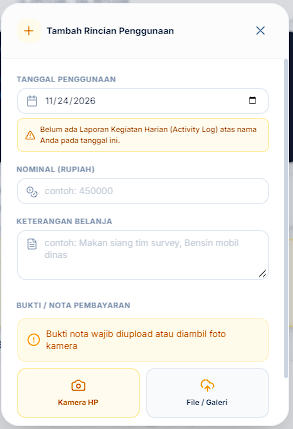 Tambah Rincian Penggunaan
TANGGAL PENGGUNAAN
11/24/2026
Belum ada Laporan Kegiatan Harian (Activity Log) atas nama
Anda pada tanggal ini.
NOMINAL (RUPIAH)
contoh: 450000
KETERANGAN BELANJA
contoh: Makan siang tim survey, Bensin mobil
dinas
BUKTI / NOTA PEMBAYARAN
Bukti nota wajib diupload atau diambil foto
kamera
Kamera HP
File / Galeri